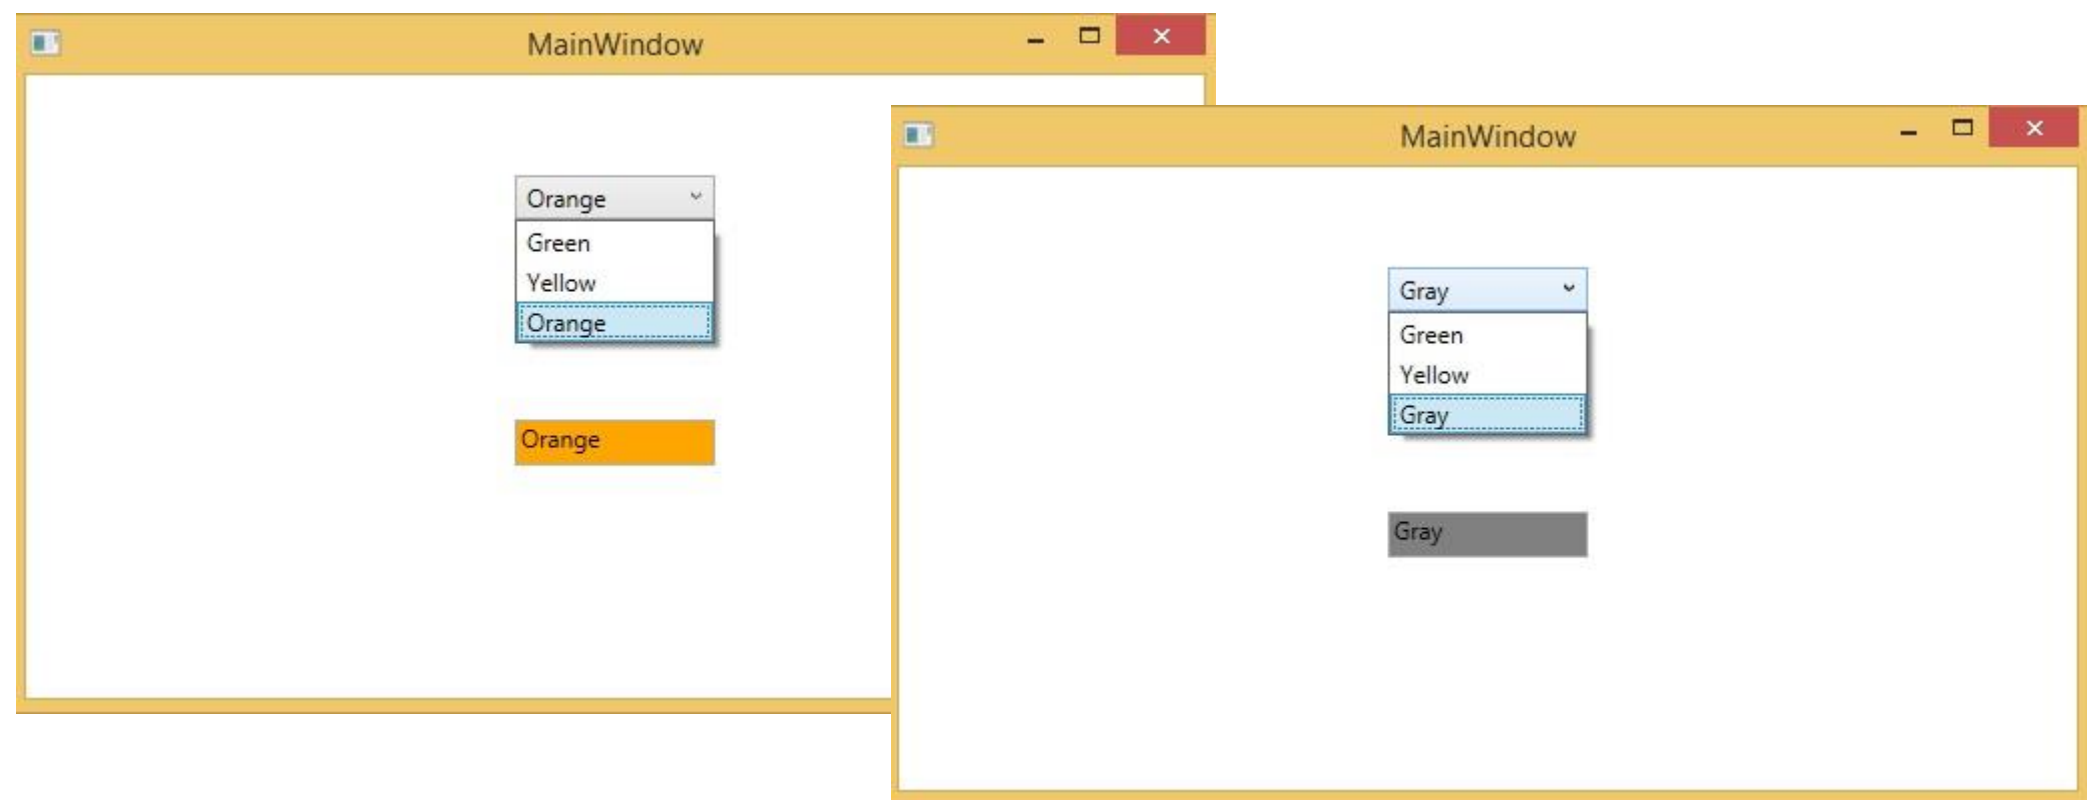 MainWindow
Orange
Green
Yellow
Orange
Orange
MainWindow
Gray
Green
Yellow
Gray
Gray